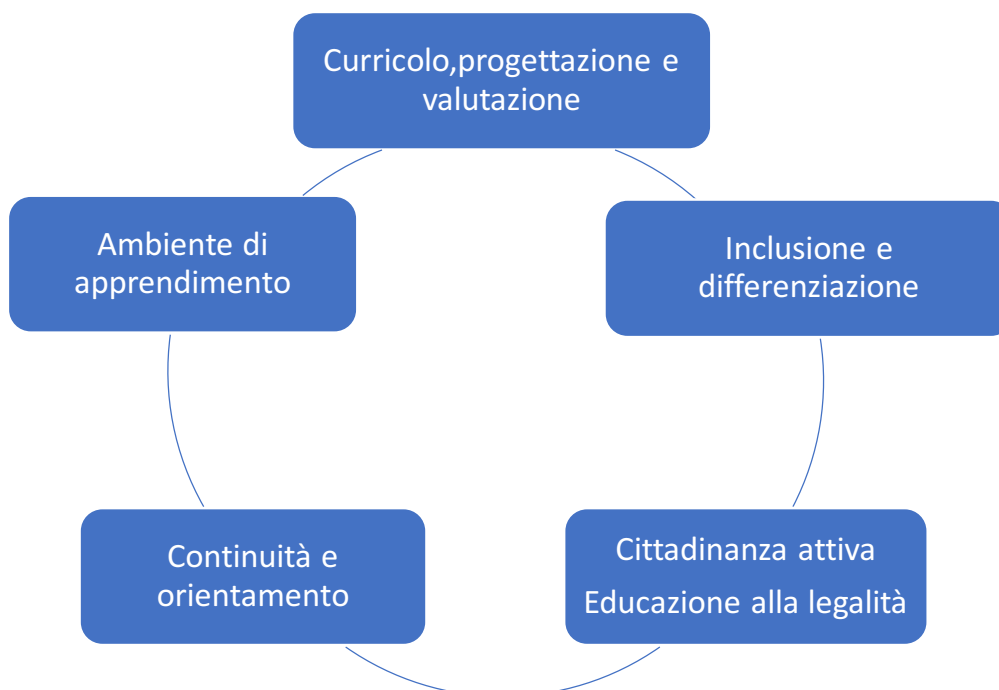 Curricolo,progettazione e
valutazione
Ambiente di
apprendimento
Inclusione e
differenziazione
Continuità e
orientamento
Cittadinanza attiva
Educazione alla legalità